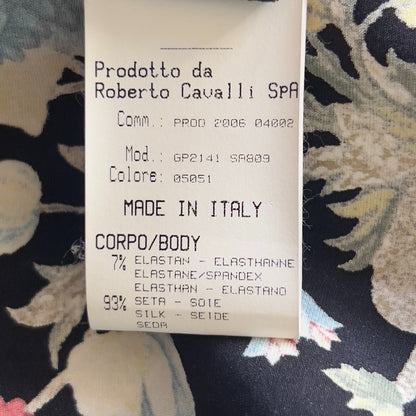 Prodotto da
Roberto Cavalli SpA
Comm.: PROD 2006 04002
Mod.: GP2141 SA809
Colore: 05051
MADE IN ITALY
CORPO/BODY
7% ELASTAN - ELASTHANNE
ELASTANE/SPANDEX
ELASTHAN - ELASTANO
93% SETA - SOIE
SILK - SEIDE
SEDA